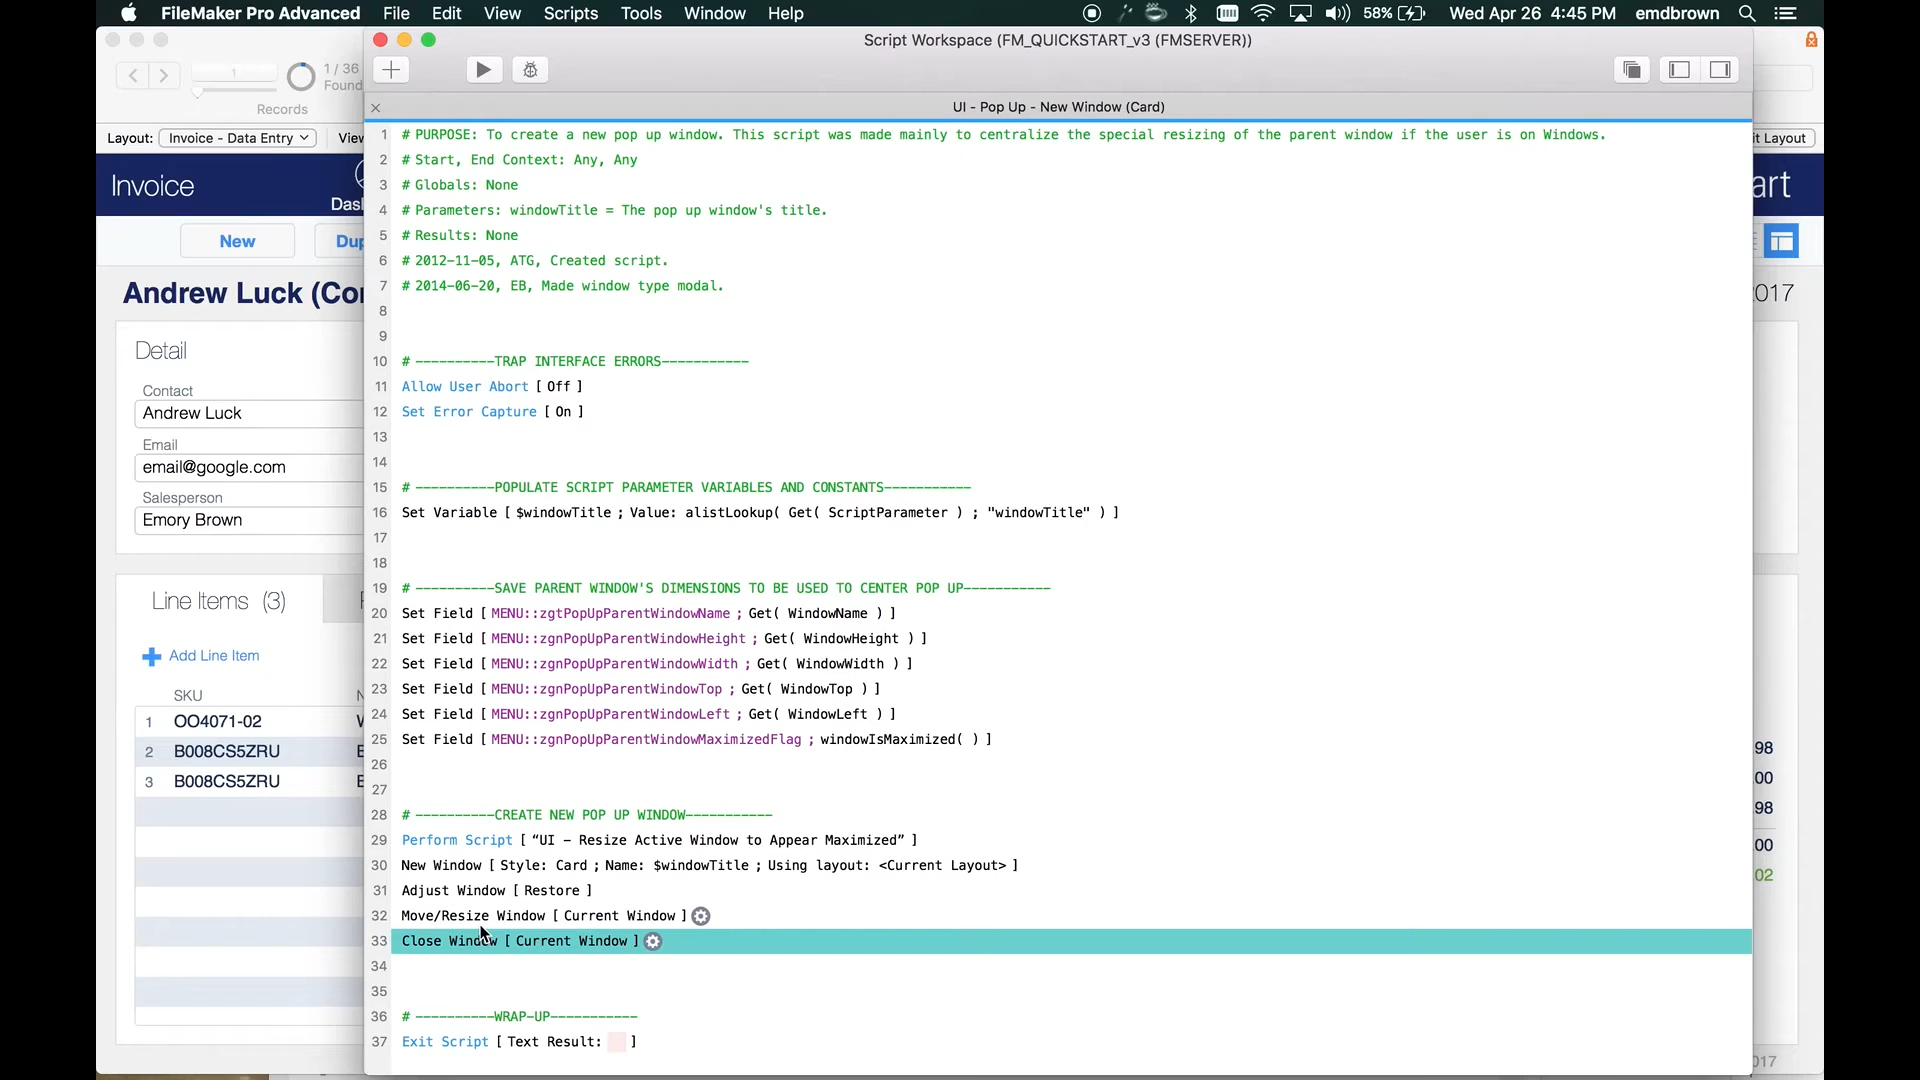 FileMaker Pro Advanced File Edit View Scripts Tools Window Help 58% Wed Apr 26 4:45 PM emdbrown
Script Workspace (FM_QUICKSTART_v3 (FMSERVER))
1
1 / 36
Found
Records
UI - Pop Up - New Window (Card)
Layout: Invoice - Data Entry
t Layout
Invoice
art
New
Andrew Luck
2017
Detail
Contact
Andrew Luck
Email
email@google.com
Salesperson
Emory Brown
Line Items (3)
Add Line Item
SKU
1 OO4071-02
2 B008CS5ZRU
3 B008CS5ZRU
98
00
98
00
02
1 # PURPOSE: To create a new pop up window. This script was made mainly to centralize the special resizing of the parent window if the user is on Windows.
2 # Start, End Context: Any, Any
3 # Globals: None
4 # Parameters: windowTitle = The pop up window's title.
5 # Results: None
6 # 2012-11-05, ATG, Created script.
7 # 2014-06-20, EB, Made window type modal.
8
9
10 # ----------TRAP INTERFACE ERRORS-----------
11 Allow User Abort [ Off ]
12 Set Error Capture [ On ]
13
14
15 # ----------POPULATE SCRIPT PARAMETER VARIABLES AND CONSTANTS-----------
16 Set Variable [ $windowTitle ; Value: alistLookup( Get( ScriptParameter ) ; "windowTitle" ) ]
17
18
19 # ----------SAVE PARENT WINDOW'S DIMENSIONS TO BE USED TO CENTER POP UP-----------
20 Set Field [ MENU::zgtPopUpParentWindowName ; Get( WindowName ) ]
21 Set Field [ MENU::zgnPopUpParentWindowHeight ; Get( WindowHeight ) ]
22 Set Field [ MENU::zgnPopUpParentWindowWidth ; Get( WindowWidth ) ]
23 Set Field [ MENU::zgnPopUpParentWindowTop ; Get( WindowTop ) ]
24 Set Field [ MENU::zgnPopUpParentWindowLeft ; Get( WindowLeft ) ]
25 Set Field [ MENU::zgnPopUpParentWindowMaximizedFlag ; windowIsMaximized( ) ]
26
27
28 # ----------CREATE NEW POP UP WINDOW-----------
29 Perform Script [ “UI – Resize Active Window to Appear Maximized” ]
30 New Window [ Style: Card ; Name: $windowTitle ; Using layout: <Current Layout> ]
31 Adjust Window [ Restore ]
32 Move/Resize Window [ Current Window ]
33 Close Window [ Current Window ]
34
35
36 # ----------WRAP-UP-----------
37 Exit Script [ Text Result: ]